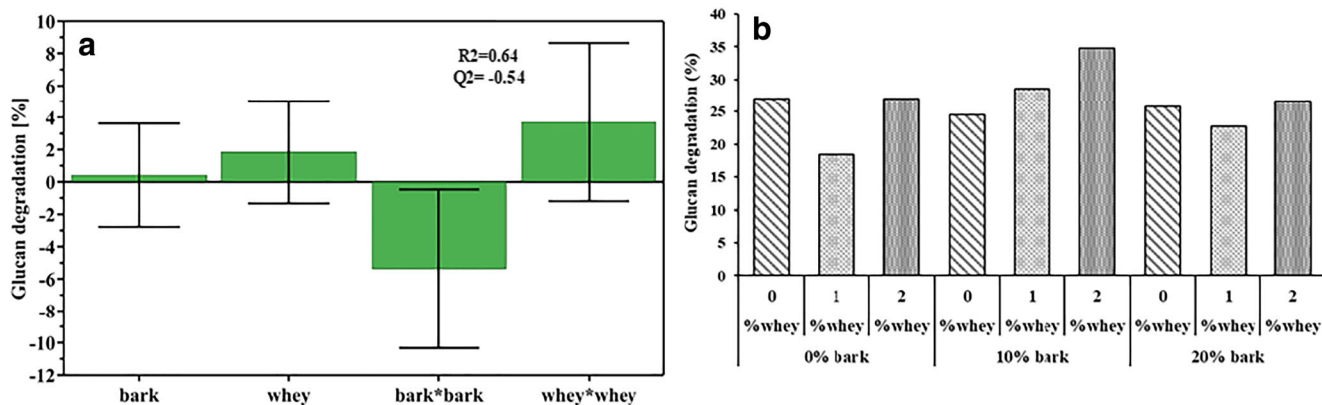 a
R2=0.64
Q2= -0.54
Glucan degradation [%]
10
8
6
4
2
0
-2
-4
-6
-8
-10
-12
bark whey bark*bark whey*whey
b
Glucan degradation (%)
40
35
30
25
20
15
10
5
0
0 1 2 0 1 2 0 1 2
%whey %whey %whey %whey %whey %whey %whey %whey %whey
0% bark 10% bark 20% bark